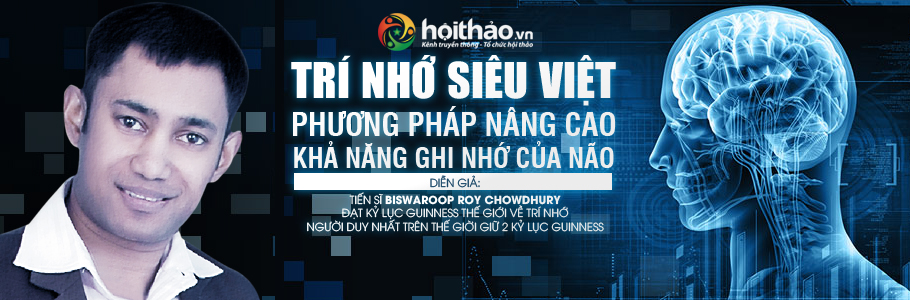 hộithảo.vn
Kênh truyền thông - Tổ chức hội thảo
TRÍ NHỚ SIÊU VIỆT
PHƯƠNG PHÁP NÂNG CAO
KHẢ NĂNG GHI NHỚ CỦA NÃO
DIỄN GIẢ:
TIẾN SĨ BISWAROOP ROY CHOWDHURY
ĐẠT KỶ LỤC GUINNESS THẾ GIỚI VỀ TRÍ NHỚ
NGƯỜI DUY NHẤT TRÊN THẾ GIỚI GIỮ 2 KỶ LỤC GUINNESS